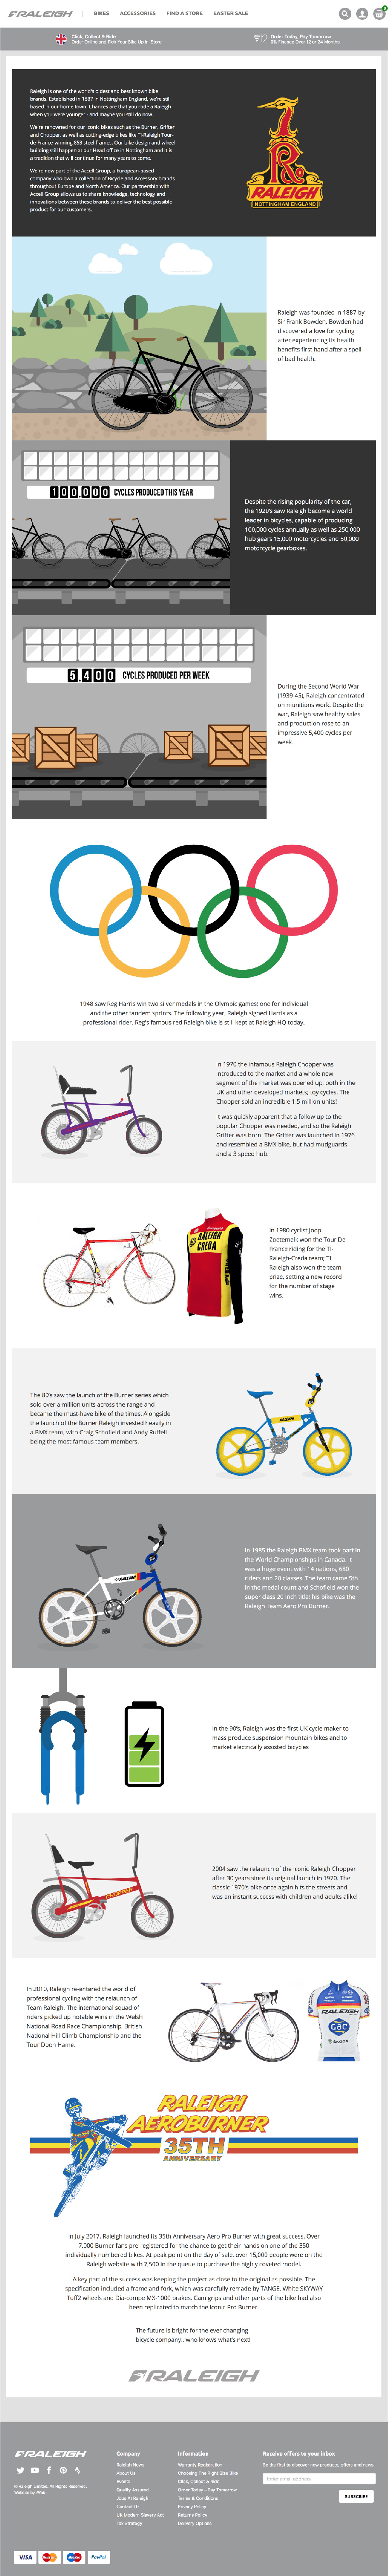 RALEIGH
BIKES ACCESSORIES FIND A STORE EASTER SALE
Click, Collect & Ride
Order Online and Pick Your Bike Up In-Store
Order Today, Pay Tomorrow
0% Finance Over 12 or 24 Months
Raleigh is one of the world's oldest and best known bike
brands. Established in 1887 in Nottingham England, we're still
based in our home town. Chances are that you rode a Raleigh
when you were younger - and maybe you still do now.
We're renowned for our iconic bikes such as the Burner, Grifter
and Chopper, as well as cutting-edge bikes like Ti-Raleigh Tour-
de-France winning 853 steel frames. Our bike design and wheel
building still happens at our Head office in Nottingham and it is
a tradition that will continue for many years to come.
We're now part of the Accell Group, a European-based
company who own a collection of Bicycle and Accessory brands
throughout Europe and North America. Our partnership with
Accell Group allows us to share knowledge, technology and
innovations between these brands to deliver the best possible
product for our customers.
RALEIGH
NOTTINGHAM ENGLAND
Raleigh was founded in 1887 by
Sir Frank Bowden. Bowden had
discovered a love for cycling
after experiencing its health
benefits first hand after a spell
of bad health.
100,000 CYCLES PRODUCED THIS YEAR
Despite the rising popularity of the car,
the 1920's saw Raleigh become a world
leader in bicycles, capable of producing
100,000 cycles annually as well as 250,000
hub gears 15,000 motorcycles and 50,000
motorcycle gearboxes.
5,400 CYCLES PRODUCED PER WEEK
During the Second World War
(1939-45), Raleigh concentrated
on munitions work. Despite the
war, Raleigh saw healthy sales
and production rose to an
impressive 5,400 cycles per
week.
1948 saw Reg Harris win two silver medals in the Olympic games: one for individual
and the other tandem sprints. The following year, Raleigh signed Harris as a
professional rider. Reg's famous red Raleigh bike is still kept at Raleigh HQ today.
In 1970 the infamous Raleigh Chopper was
introduced to the market and a whole new
segment of the market was opened up, both in the
UK and other developed markets; toy cycles. The
Chopper sold an incredible 1.5 million units!
It was quickly apparent that a follow up to the
popular Chopper was needed, and so the Raleigh
Grifter was born. The Grifter was launched in 1976
and resembled a BMX bike, but had mudguards
and a 3 speed hub.
RALEIGH
CREDA
In 1980 cyclist Joop
Zoetemelk won the Tour De
France riding for the Ti-
Raleigh-Creda team; TI
Raleigh also won the team
prize, setting a new record
for the number of stage
wins.
The 80's saw the launch of the Burner series which
sold over a million units across the range and
became the must-have bike of the times. Alongside
the launch of the Burner Raleigh invested heavily in
a BMX team, with Craig Schofield and Andy Ruffell
being the most famous team members.
In 1985 the Raleigh BMX team took part in
the World Championships in Canada. It
was a huge event with 14 nations, 680
riders and 28 classes. The team came 5th
in the medal count and Schofield won the
super class 20 inch title; his bike was the
Raleigh Team Aero Pro Burner.
In the 90's, Raleigh was the first UK cycle maker to
mass produce suspension mountain bikes and to
market electrically assisted bicycles
CHOPPER
2004 saw the relaunch of the iconic Raleigh Chopper
after 30 years since its original launch in 1970. The
classic 1970's bike once again hits the streets and
was an instant success with children and adults alike!
In 2010, Raleigh re-entered the world of
professional cycling with the relaunch of
Team Raleigh. The international squad of
riders picked up notable wins in the Welsh
National Road Race Championship, British
National Hill Climb Championship and the
Tour Doon Hame.
RALEIGH
GAC
SKODA
RALEIGH
AEROBURNER
35TH
ANNIVERSARY
In July 2017, Raleigh launched its 35th Anniversary Aero Pro Burner with great success. Over
7,000 Burner fans pre-registered for the chance to get their hands on one of the 350
individually numbered bikes. At peak point on the day of sale, over 15,000 people were on the
Raleigh website with 7,500 in the queue to purchase the highly coveted model.
A key part of the success was keeping the project as close to the original as possible. The
specification included a frame and fork, which was carefully remade by TANGE, White SKYWAY
Tuff2 wheels and Dia-compe MX 1000 brakes. Cam grips and other parts of the bike had also
been replicated to match the iconic Pro Burner.
The future is bright for the ever changing
bicycle company.. who knows what's next!
RALEIGH
RALEIGH
© Raleigh Limited. All Rights Reserved.
Company
Raleigh News
About Us
Events
Quality Assured
Jobs At Raleigh
Contact Us
UK Modern Slavery Act
Tax Strategy
Information
Warranty Registration
Choosing The Right Size Bike
Click, Collect & Ride
Order Today - Pay Tomorrow
Terms & Conditions
Privacy Policy
Returns Policy
Delivery Options
Receive offers to your inbox
Be the first to discover new products, offers and news.
Enter email address
SUBSCRIBE
VISA PayPal